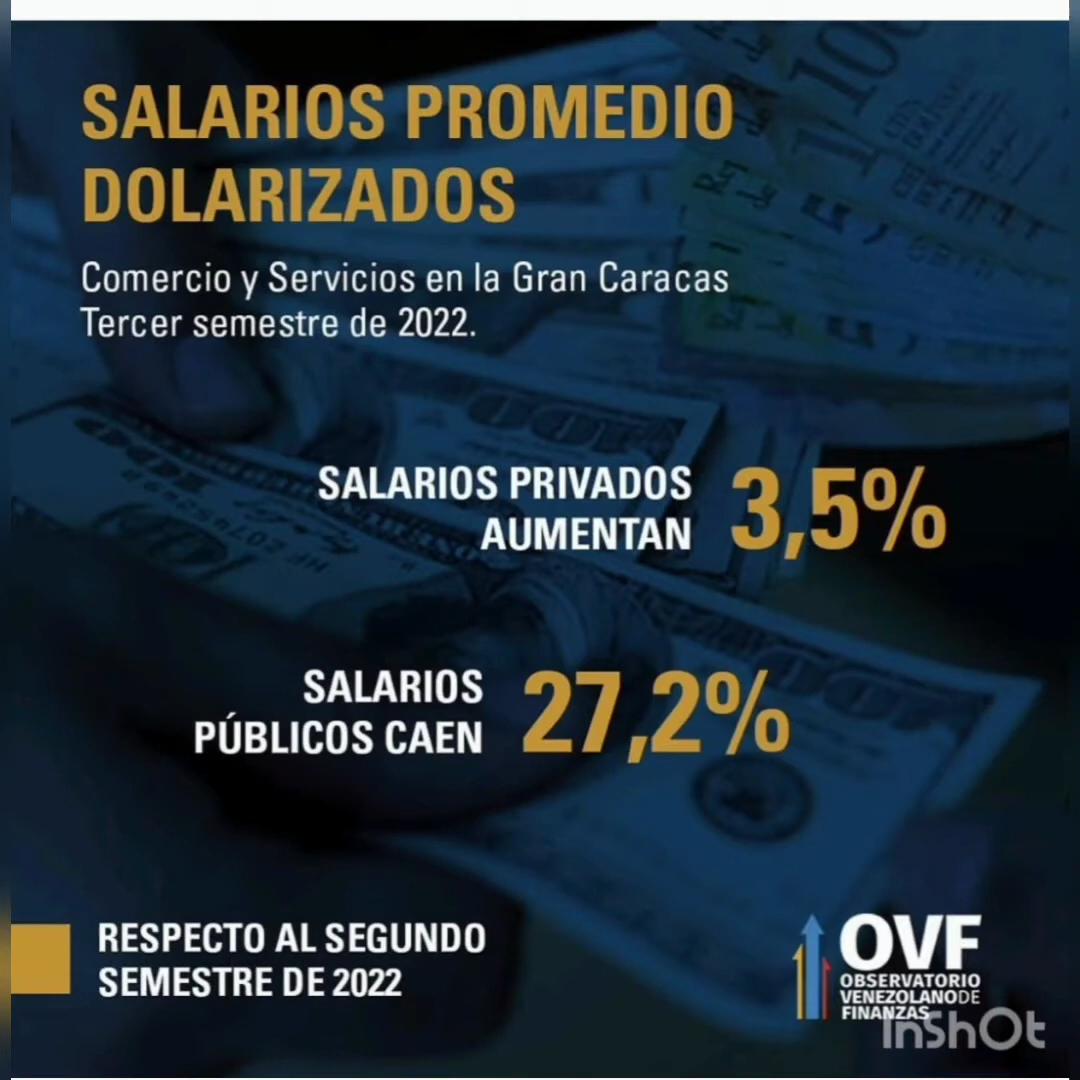 SALARIOS PROMEDIO
DOLARIZADOS
Comercio y Servicios en la Gran Caracas
Tercer semestre de 2022.
SALARIOS PRIVADOS
AUMENTAN
3,5%
SALARIOS
PÚBLICOS CAEN
27,2%
RESPECTO AL SEGUNDO
SEMESTRE DE 2022
OVF
OBSERVATORIO
VENEZOLANO DE
FINANZAS
InShOt